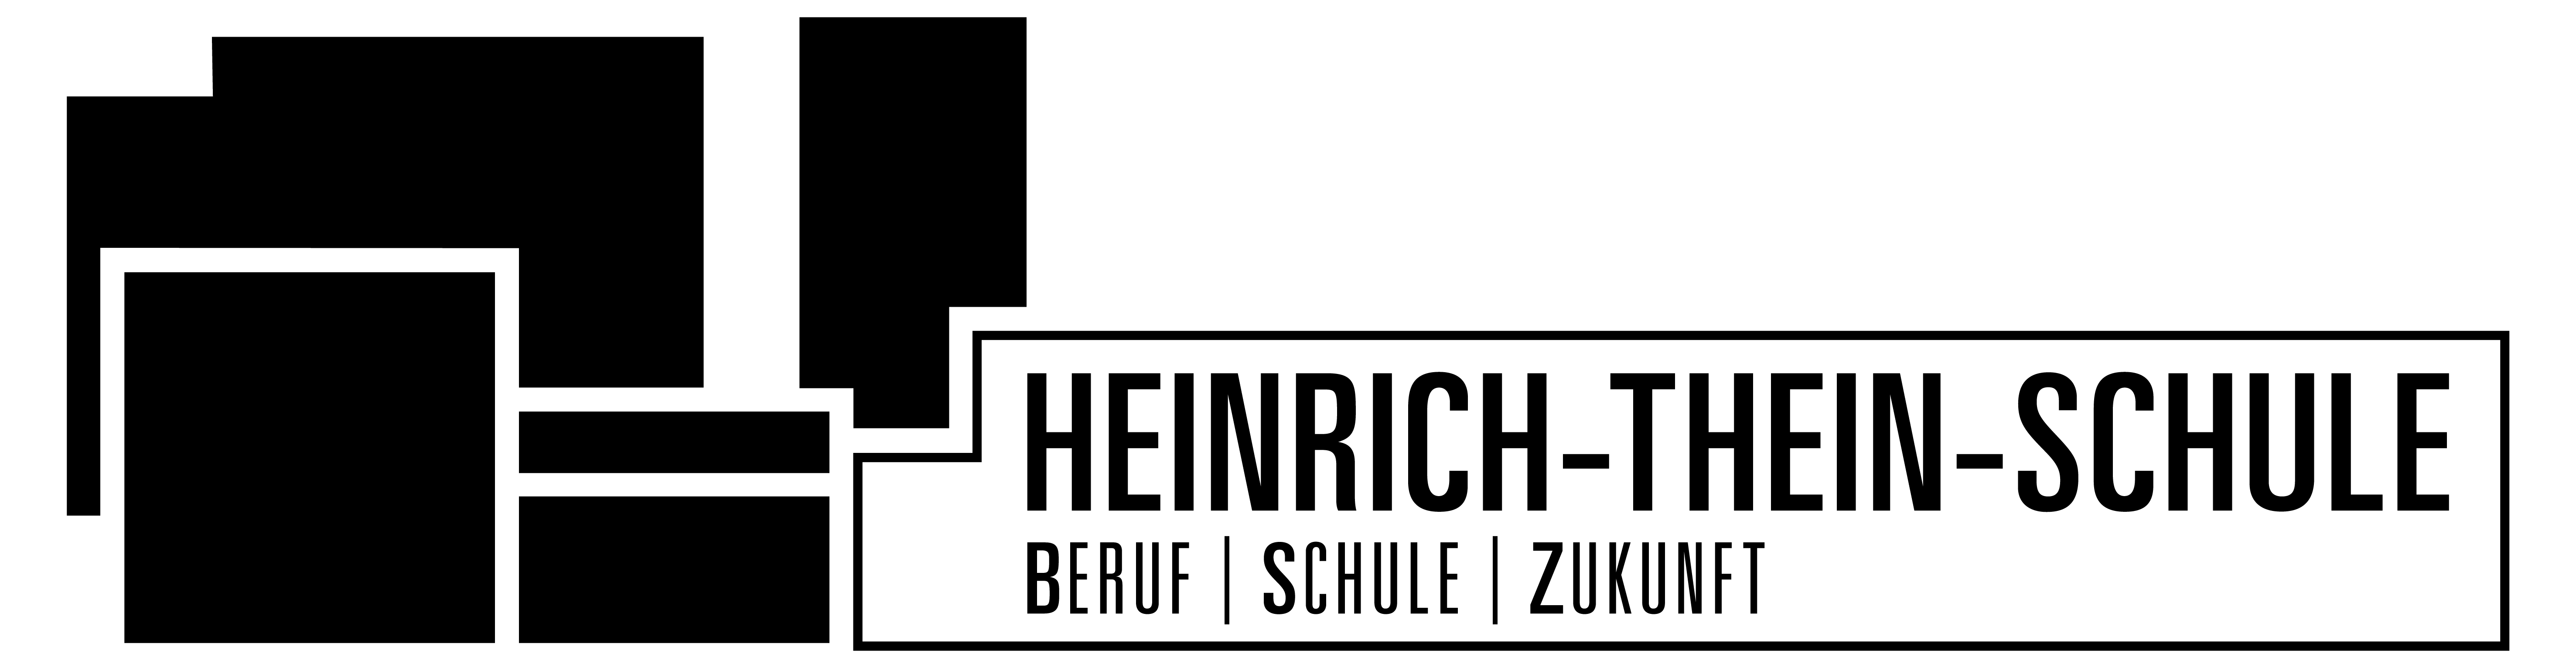 HEINRICH-THEIN-SCHULE
BERUF | SCHULE | ZUKUNFT